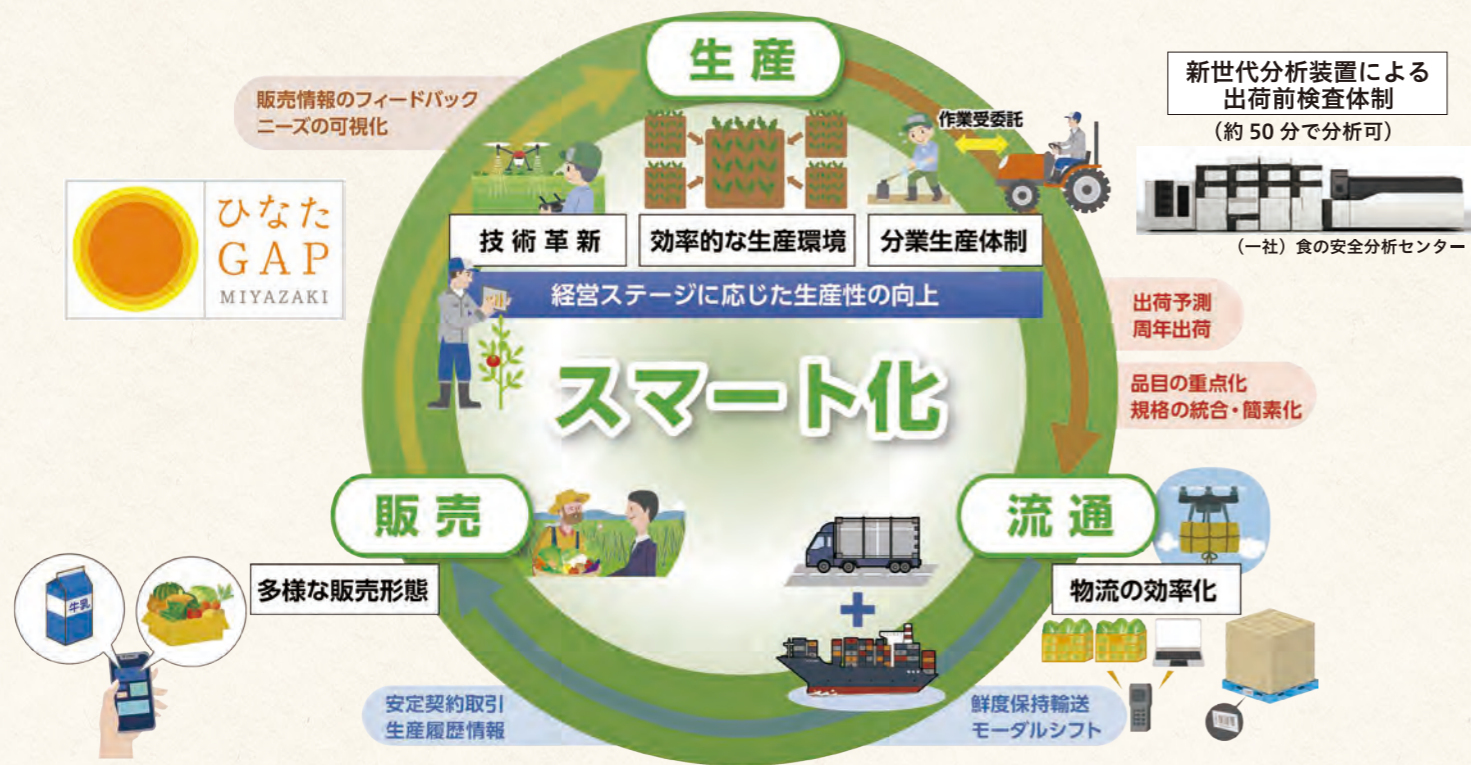 生産
販売情報のフィードバック
ニーズの可視化
作業受委託
新世代分析装置による
出荷前検査体制
(約 50 分で分析可)
(一社)食の安全分析センター
ひなた
GAP
MIYAZAKI
技術革新
効率的な生産環境
分業生産体制
経営ステージに応じた生産性の向上
出荷予測
周年出荷
品目の重点化
規格の統合・簡素化
スマート化
販売
流通
多様な販売形態
物流の効率化
牛乳
安定契約取引
生産履歴情報
鮮度保持輸送
モーダルシフト